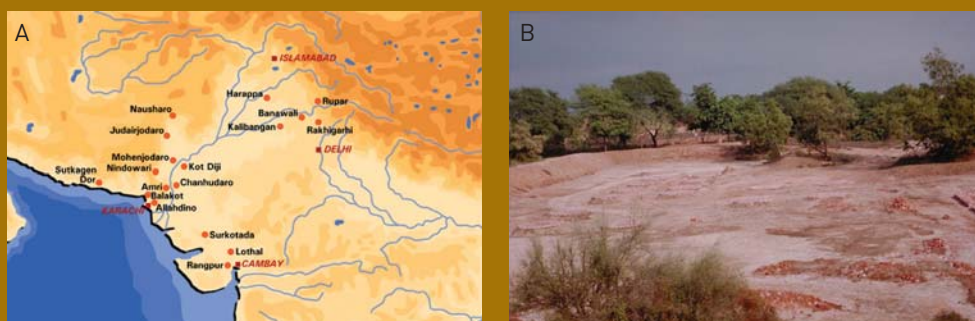 A
ISLAMABAD
Harappa
Rupar
Nausharo
Banawali
Kalibangan
Rakhigarhi
Judairjodaro
DELHI
Mohenjodaro
Kot Diji
Nindowari
Sutkagen
Dor
Chanhudaro
Amri
Balakot
KARACHI
Allahdino
Surkotada
Lothal
Rangpur
CAMBAY
B